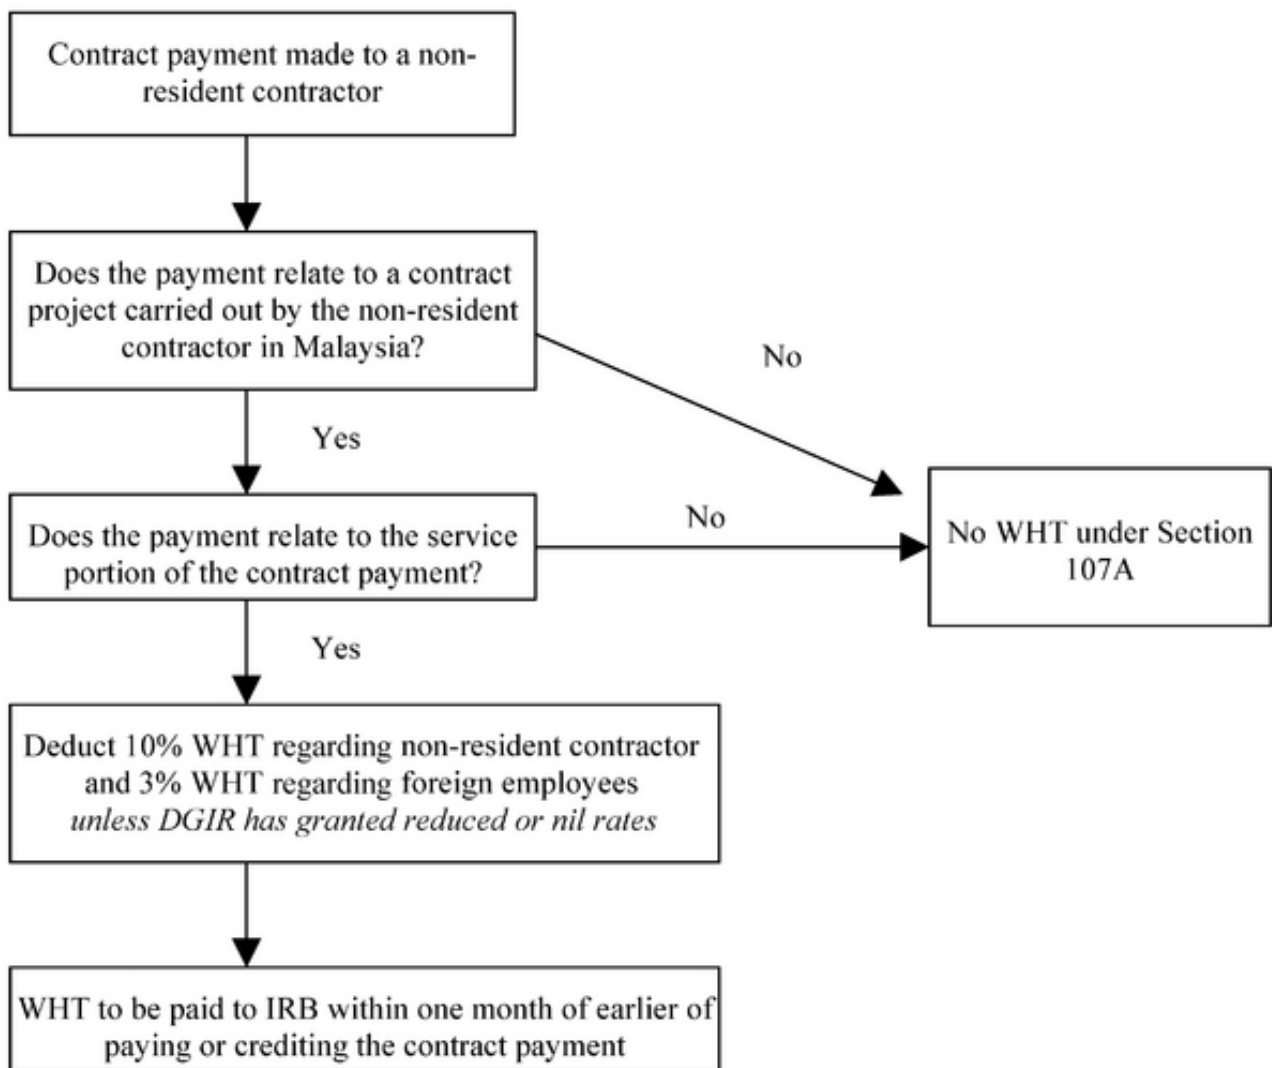 Contract payment made to a non-
resident contractor
Does the payment relate to a contract
project carried out by the non-resident
contractor in Malaysia?
No
Yes
Does the payment relate to the service
portion of the contract payment?
No
No WHT under Section
107A
Yes
Deduct 10% WHT regarding non-resident contractor
and 3% WHT regarding foreign employees
unless DGIR has granted reduced or nil rates
WHT to be paid to IRB within one month of earlier of
paying or crediting the contract payment